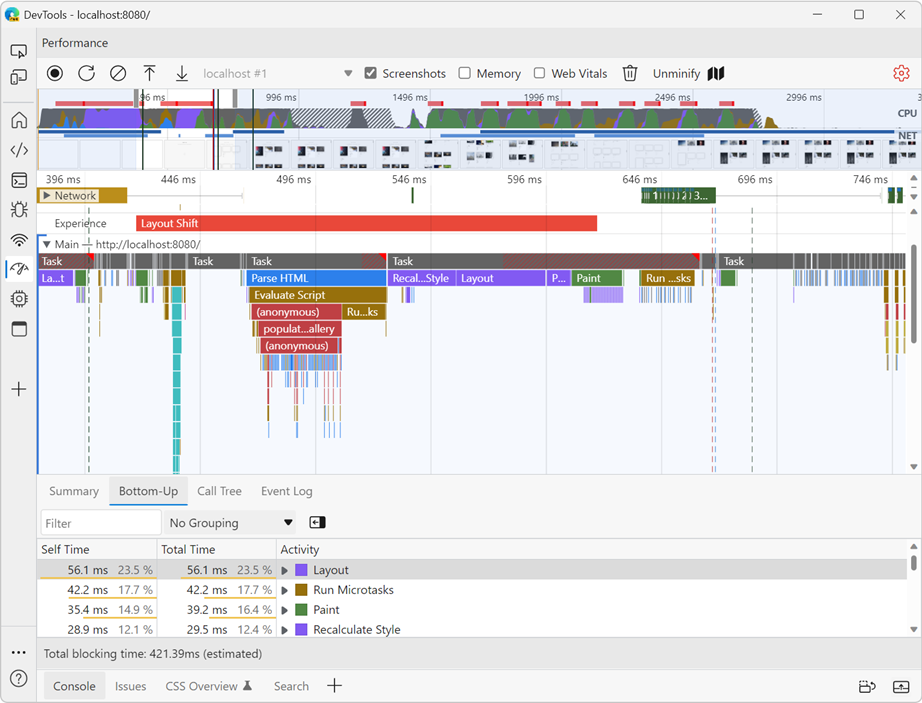 DevTools - localhost:8080/
Performance
localhost #1 Screenshots Memory Web Vitals Unminify
96 ms 996 ms 1496 ms 1996 ms 2496 ms 2996 ms
CPU
NET
396 ms 446 ms 496 ms 546 ms 596 ms 646 ms 696 ms 746 ms
Network
Experience Layout Shift
Main — http://localhost:8080/
Task Task Task Task Task
La...t Parse HTML Recal...Style Layout P... Paint Run ...sks
Evaluate Script
(anonymous) Ru...ks
populat...allery
(anonymous)
Summary Bottom-Up Call Tree Event Log
Filter No Grouping
Self Time Total Time Activity
56.1 ms 23.5 % 56.1 ms 23.5 % Layout
42.2 ms 17.7 % 42.2 ms 17.7 % Run Microtasks
35.4 ms 14.9 % 39.2 ms 16.4 % Paint
28.9 ms 12.1 % 29.5 ms 12.4 % Recalculate Style
Total blocking time: 421.39ms (estimated)
Console Issues CSS Overview Search